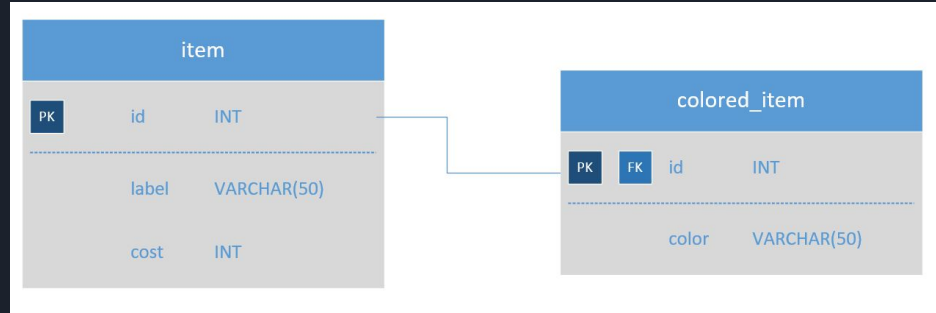 item
PK id INT
label VARCHAR(50)
cost INT
colored_item
PK FK id INT
color VARCHAR(50)